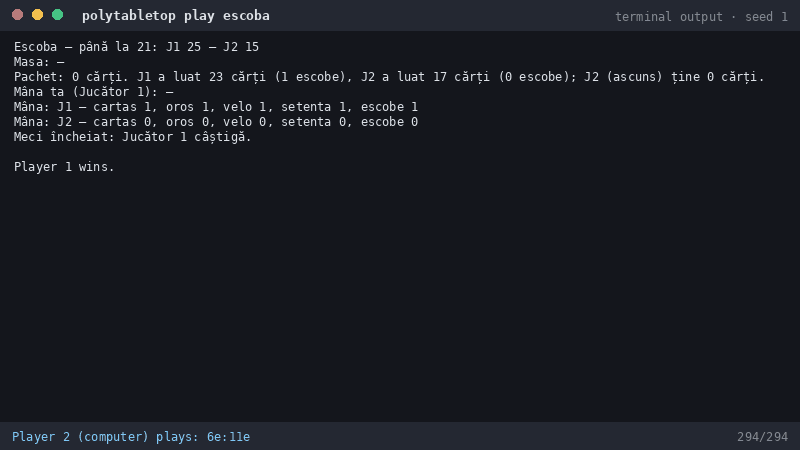 polytabletop play escoba
terminal output · seed 1
Escoba — până la 21: J1 25 — J2 15
Masa: —
Pachet: 0 cărți. J1 a luat 23 cărți (1 escobe), J2 a luat 17 cărți (0 escobe); J2 (ascuns) ține 0 cărți.
Mâna ta (Jucător 1): —
Mâna: J1 — cartas 1, oros 1, velo 1, setenta 1, escobe 1
Mâna: J2 — cartas 0, oros 0, velo 0, setenta 0, escobe 0
Meci încheiat: Jucător 1 câștigă.
Player 1 wins.
Player 2 (computer) plays: 6e:11e
294/294